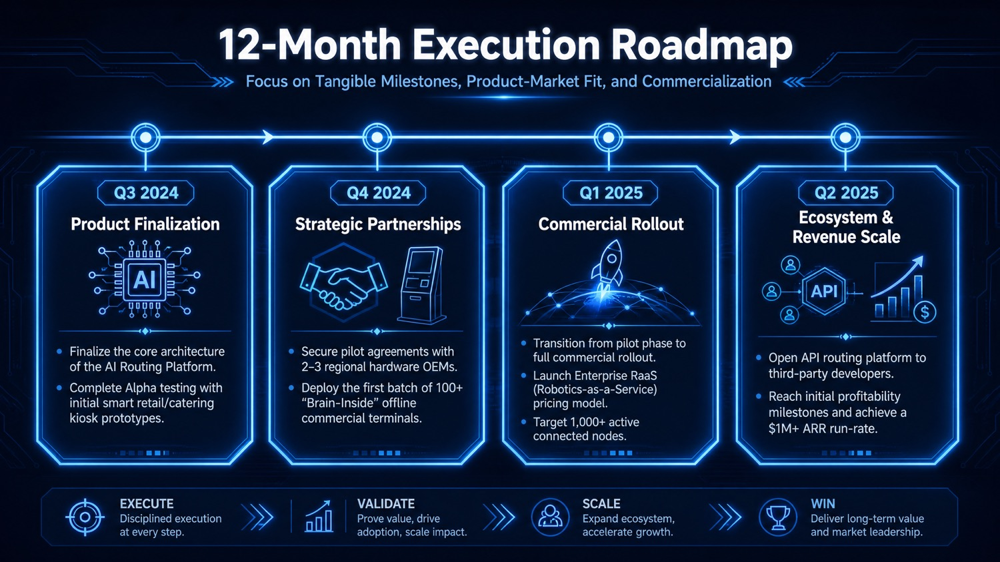 12-Month Execution Roadmap
Focus on Tangible Milestones, Product-Market Fit, and Commercialization
Q3 2024
Product Finalization
AI
Finalize the core architecture
of the AI Routing Platform.
Complete Alpha testing with
initial smart retail/catering
kiosk prototypes.
Q4 2024
Strategic Partnerships
Secure pilot agreements with
2–3 regional hardware OEMs.
Deploy the first batch of 100+
“Brain-Inside” offline
commercial terminals.
Q1 2025
Commercial Rollout
Transition from pilot phase to
full commercial rollout.
Launch Enterprise RaaS
(Robotics-as-a-Service)
pricing model.
Target 1,000+ active
connected nodes.
Q2 2025
Ecosystem &
Revenue Scale
API
$
Open API routing platform to
third-party developers.
Reach initial profitability
milestones and achieve a
$1M+ ARR run-rate.
EXECUTE
Disciplined execution
at every step.
VALIDATE
Prove value, drive
adoption, scale impact.
SCALE
Expand ecosystem,
accelerate growth.
WIN
Deliver long-term value
and market leadership.